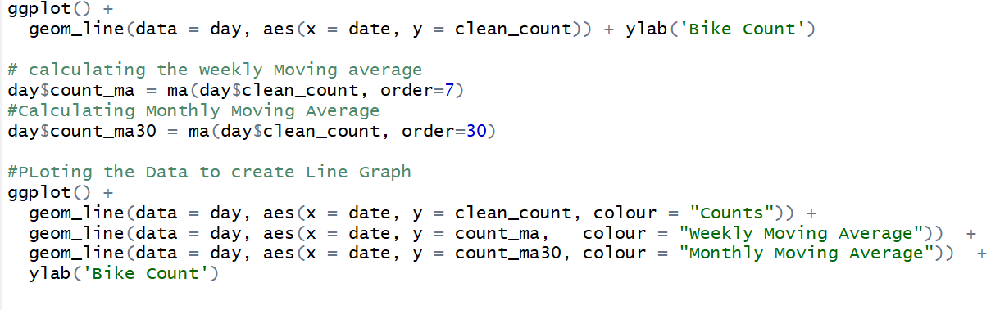 ggplot() +
  geom_line(data = day, aes(x = date, y = clean_count)) + ylab('Bike Count')
# calculating the weekly Moving average
day$count_ma = ma(day$clean_count, order=7)
#Calculating Monthly Moving Average
day$count_ma30 = ma(day$clean_count, order=30)
#PLoting the Data to create Line Graph
ggplot() +
  geom_line(data = day, aes(x = date, y = clean_count, colour = "Counts")) +
  geom_line(data = day, aes(x = date, y = count_ma,   colour = "Weekly Moving Average"))  +
  geom_line(data = day, aes(x = date, y = count_ma30, colour = "Monthly Moving Average"))  +
  ylab('Bike Count')